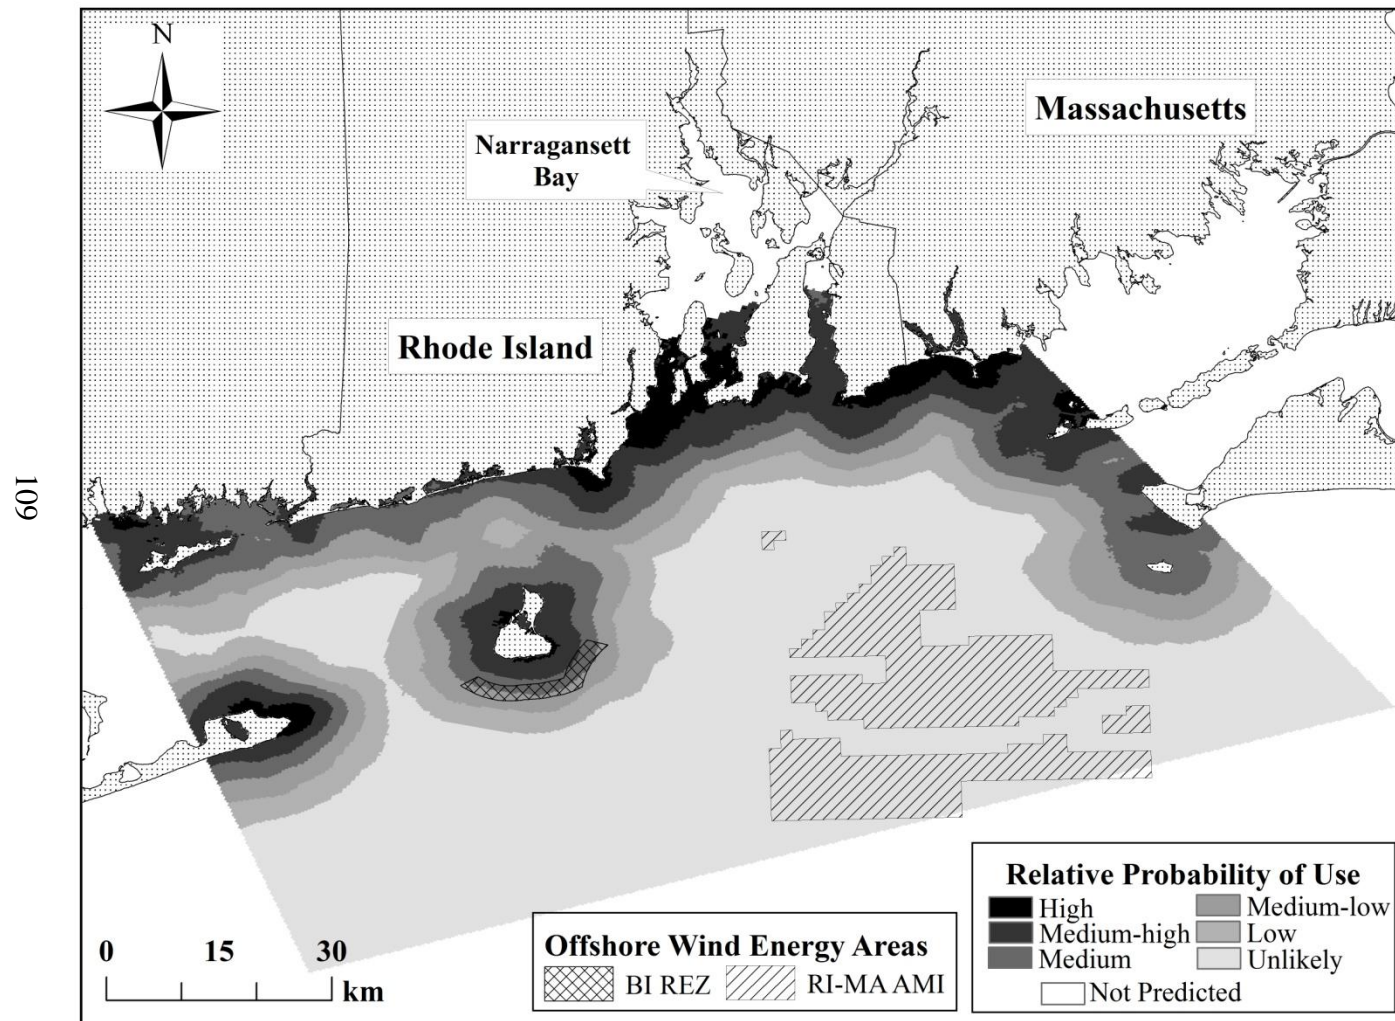 N
Massachusetts
Narragansett
Bay
Rhode Island
109
0 15 30
km
Offshore Wind Energy Areas
BI REZ RI-MA AMI
Relative Probability of Use
High Medium-low
Medium-high Low
Medium Unlikely
Not Predicted